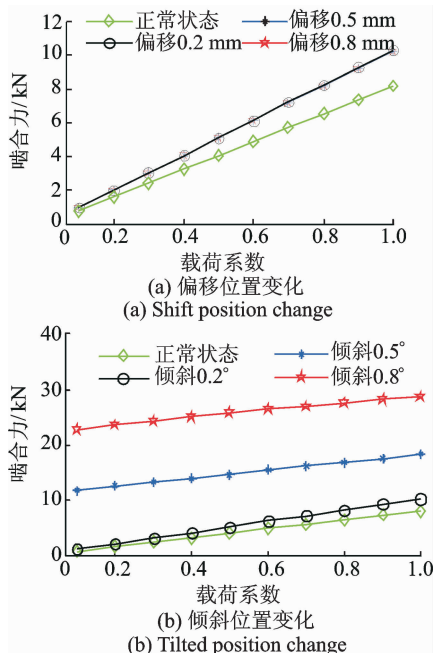 正常状态 偏移0.5 mm
偏移0.2 mm 偏移0.8 mm
12
10
8
6
4
2
0
啮合力/kN
0 0.2 0.4 0.6 0.8 1.0
载荷系数
(a) 偏移位置变化
(a) Shift position change
40
30
20
10
0
啮合力/kN
正常状态 倾斜0.5°
倾斜0.2° 倾斜0.8°
0 0.2 0.4 0.6 0.8 1.0
载荷系数
(b) 倾斜位置变化
(b) Tilted position change